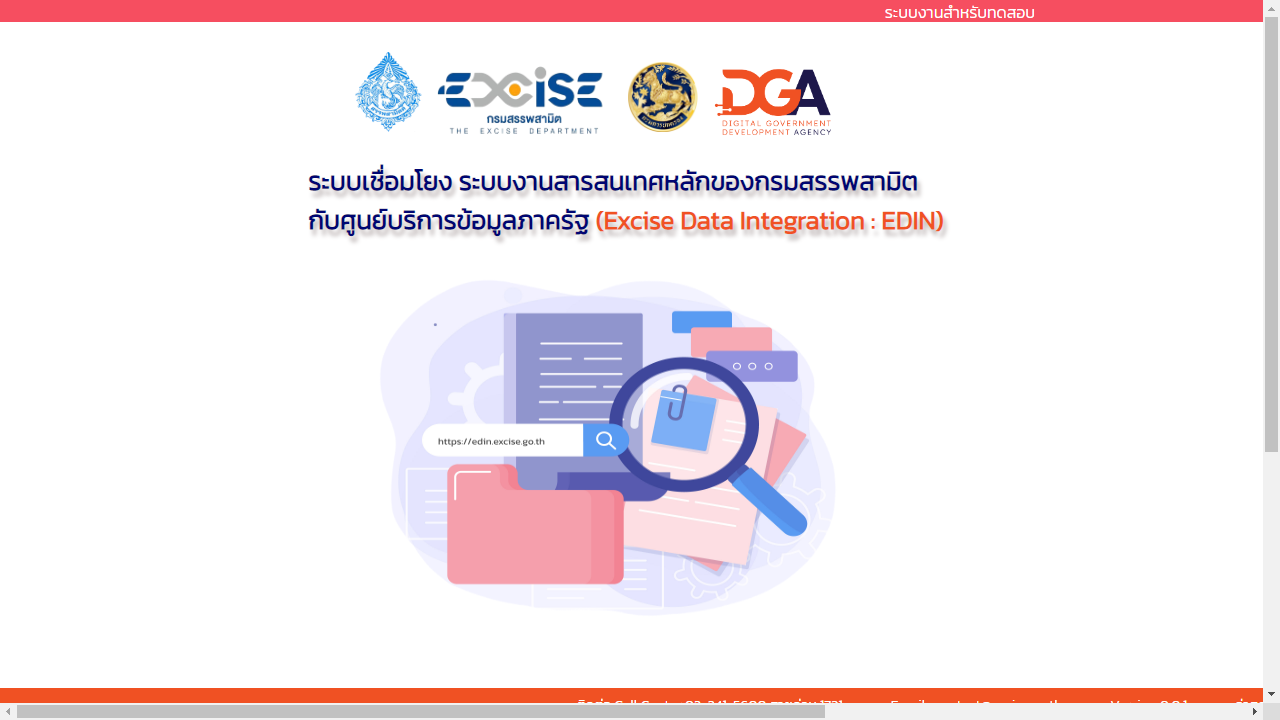 ระบบงานสำหรับทดสอบ
EXCISE
กรมสรรพสามิต
THE EXCISE DEPARTMENT
DGA
DIGITAL GOVERNMENT
DEVELOPMENT AGENCY
ระบบเชื่อมโยง ระบบงานสารสนเทศหลักของกรมสรรพสามิต
กับศูนย์บริการข้อมูลภาครัฐ (Excise Data Integration : EDIN)
https://edin.excise.go.th